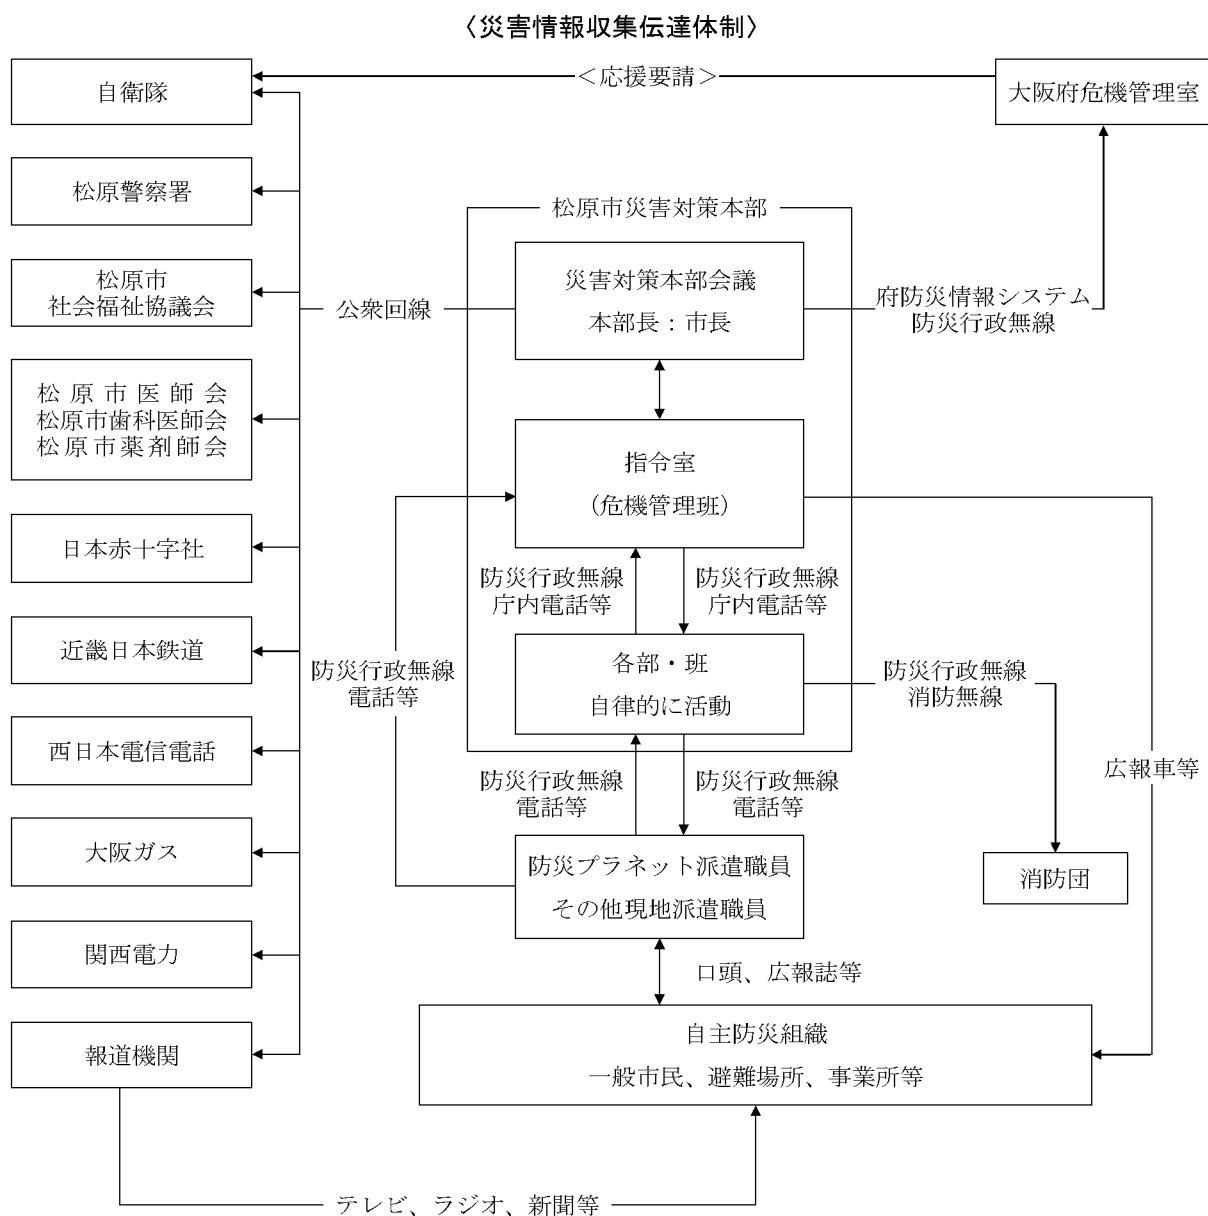 〈災害情報収集伝達体制〉
＜応援要請＞
自衛隊
大阪府危機管理室
松原警察署
松原市災害対策本部
松原市
社会福祉協議会
公衆回線
災害対策本部会議
本部長：市長
府防災情報システム
防災行政無線
松原市医師会
松原市歯科医師会
松原市薬剤師会
指令室
（危機管理班）
日本赤十字社
防災行政無線
庁内電話等
防災行政無線
庁内電話等
近畿日本鉄道
防災行政無線
電話等
各部・班
自律的に活動
防災行政無線
消防無線
西日本電信電話
防災行政無線
電話等
防災行政無線
電話等
広報車等
大阪ガス
防災プラネット派遣職員
その他現地派遣職員
消防団
関西電力
口頭、広報誌等
報道機関
自主防災組織
一般市民、避難場所、事業所等
テレビ、ラジオ、新聞等